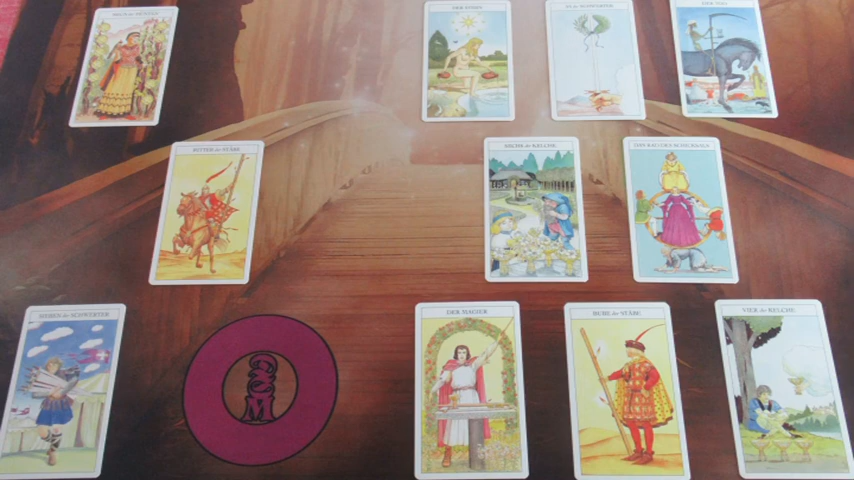 DER STERN
DER TOD
RITTER der STÄBE
SECHS der KELCHE
DAS RAD DES SCHICKSALS
SIEBEN der SCHWERTER
DER MAGIER
BUBE der STÄBE
VIER der KELCHE